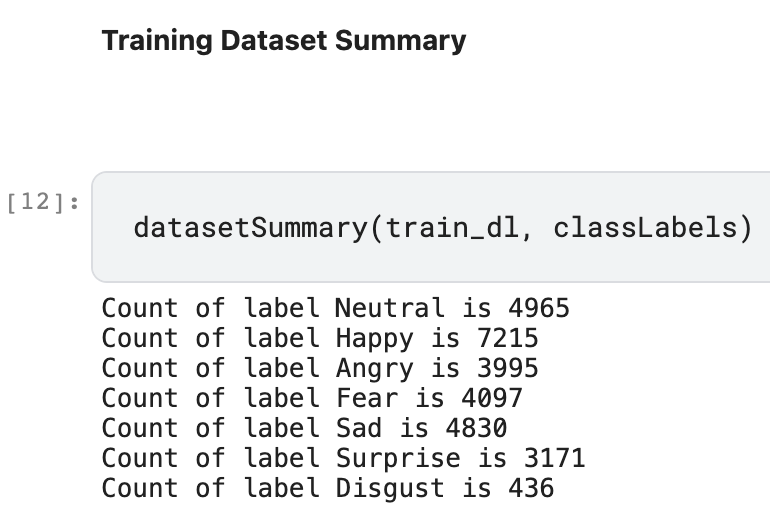 Training Dataset Summary
[12]:
datasetSummary(train_dl, classLabels)
Count of label Neutral is 4965
Count of label Happy is 7215
Count of label Angry is 3995
Count of label Fear is 4097
Count of label Sad is 4830
Count of label Surprise is 3171
Count of label Disgust is 436